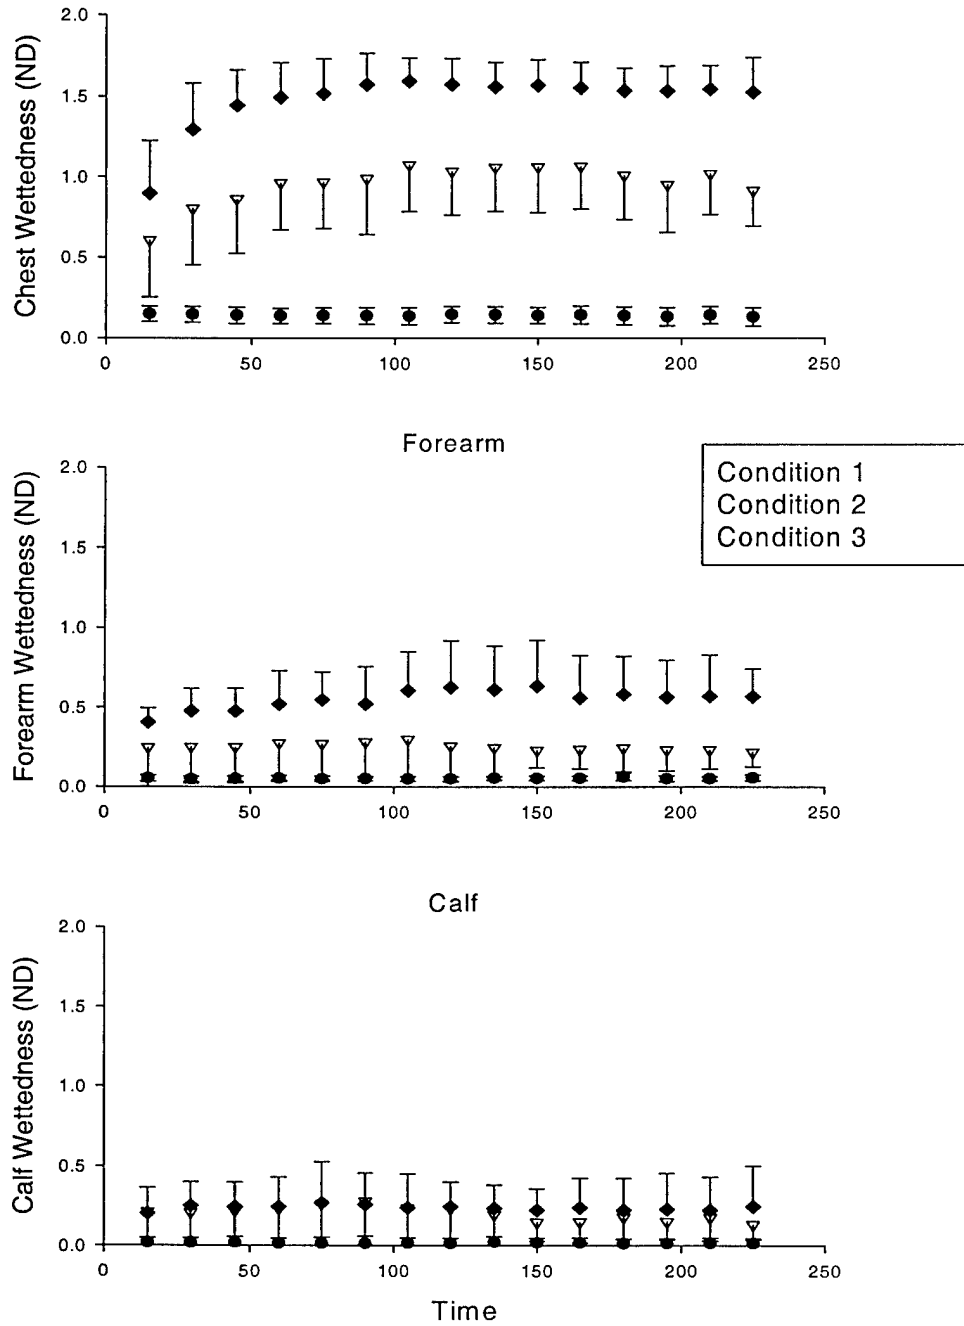 Chest Wettedness (ND)
2.0
1.5
1.0
0.5
0.0
0 50 100 150 200 250
Forearm
Condition 1
Condition 2
Condition 3
Forearm Wettedness (ND)
2.0
1.5
1.0
0.5
0.0
0 50 100 150 200 250
Calf
Calf Wettedness (ND)
2.0
1.5
1.0
0.5
0.0
0 50 100 150 200 250
Time